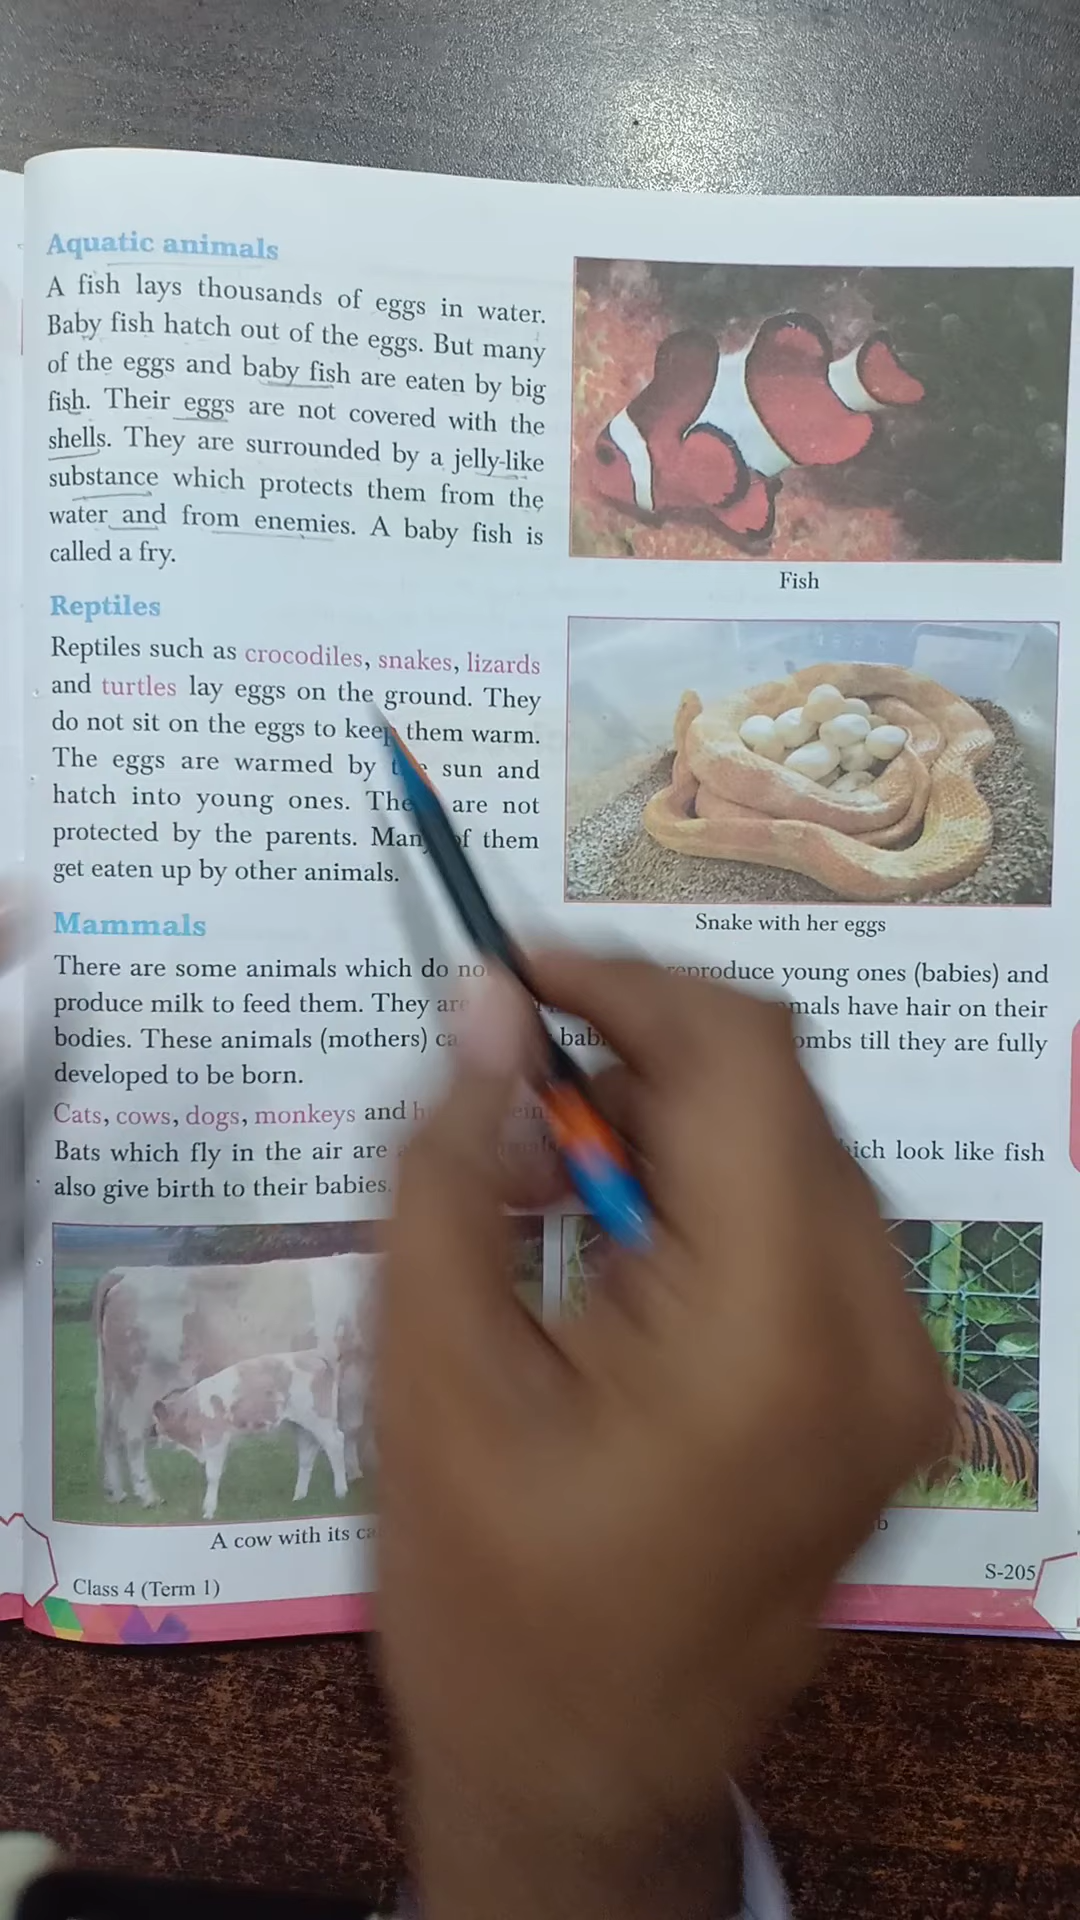 Aquatic animals
A fish lays thousands of eggs in water.
Baby fish hatch out of the eggs. But many
of the eggs and baby fish are eaten by big
fish. Their eggs are not covered with the
shells. They are surrounded by a jelly-like
substance which protects them from the
water and from enemies. A baby fish is
called a fry.
Fish
Reptiles
Reptiles such as crocodiles, snakes, lizards
and turtles lay eggs on the ground. They
do not sit on the eggs to keep them warm.
The eggs are warmed by sun and
hatch into young ones. are not
protected by the parents. of them
get eaten up by other animals.
Snake with her eggs
Mammals
There are some animals which do reproduce young ones (babies) and
produce milk to feed them. They have hair on their
bodies. These animals (mothers) till they are fully
developed to be born.
Cats, cows, dogs, monkeys and
Bats which fly in the air are look like fish
also give birth to their babies.
A cow with its
Class 4 (Term 1)
S-205